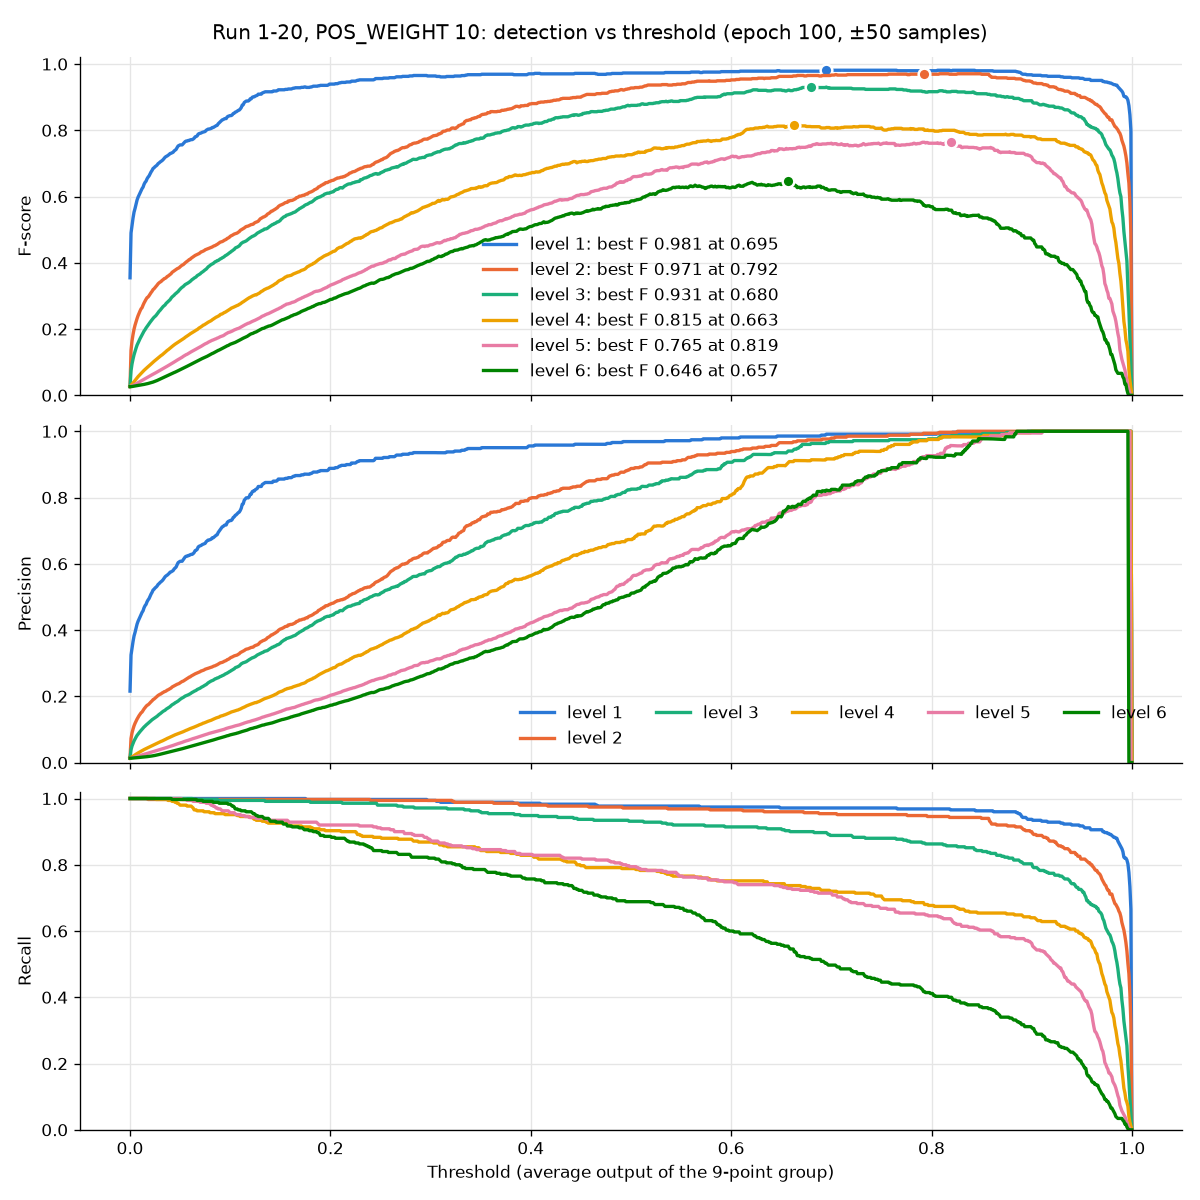 Run 1-20, POS_WEIGHT 10: detection vs threshold (epoch 100, ±50 samples)
1.0
0.8
0.6
0.4
0.2
0.0
F-score
level 1: best F 0.981 at 0.695
level 2: best F 0.971 at 0.792
level 3: best F 0.931 at 0.680
level 4: best F 0.815 at 0.663
level 5: best F 0.765 at 0.819
level 6: best F 0.646 at 0.657
1.0
0.8
0.6
0.4
0.2
0.0
Precision
level 1 level 3 level 4 level 5 level 6
level 2
1.0
0.8
0.6
0.4
0.2
0.0
Recall
0.0 0.2 0.4 0.6 0.8 1.0
Threshold (average output of the 9-point group)